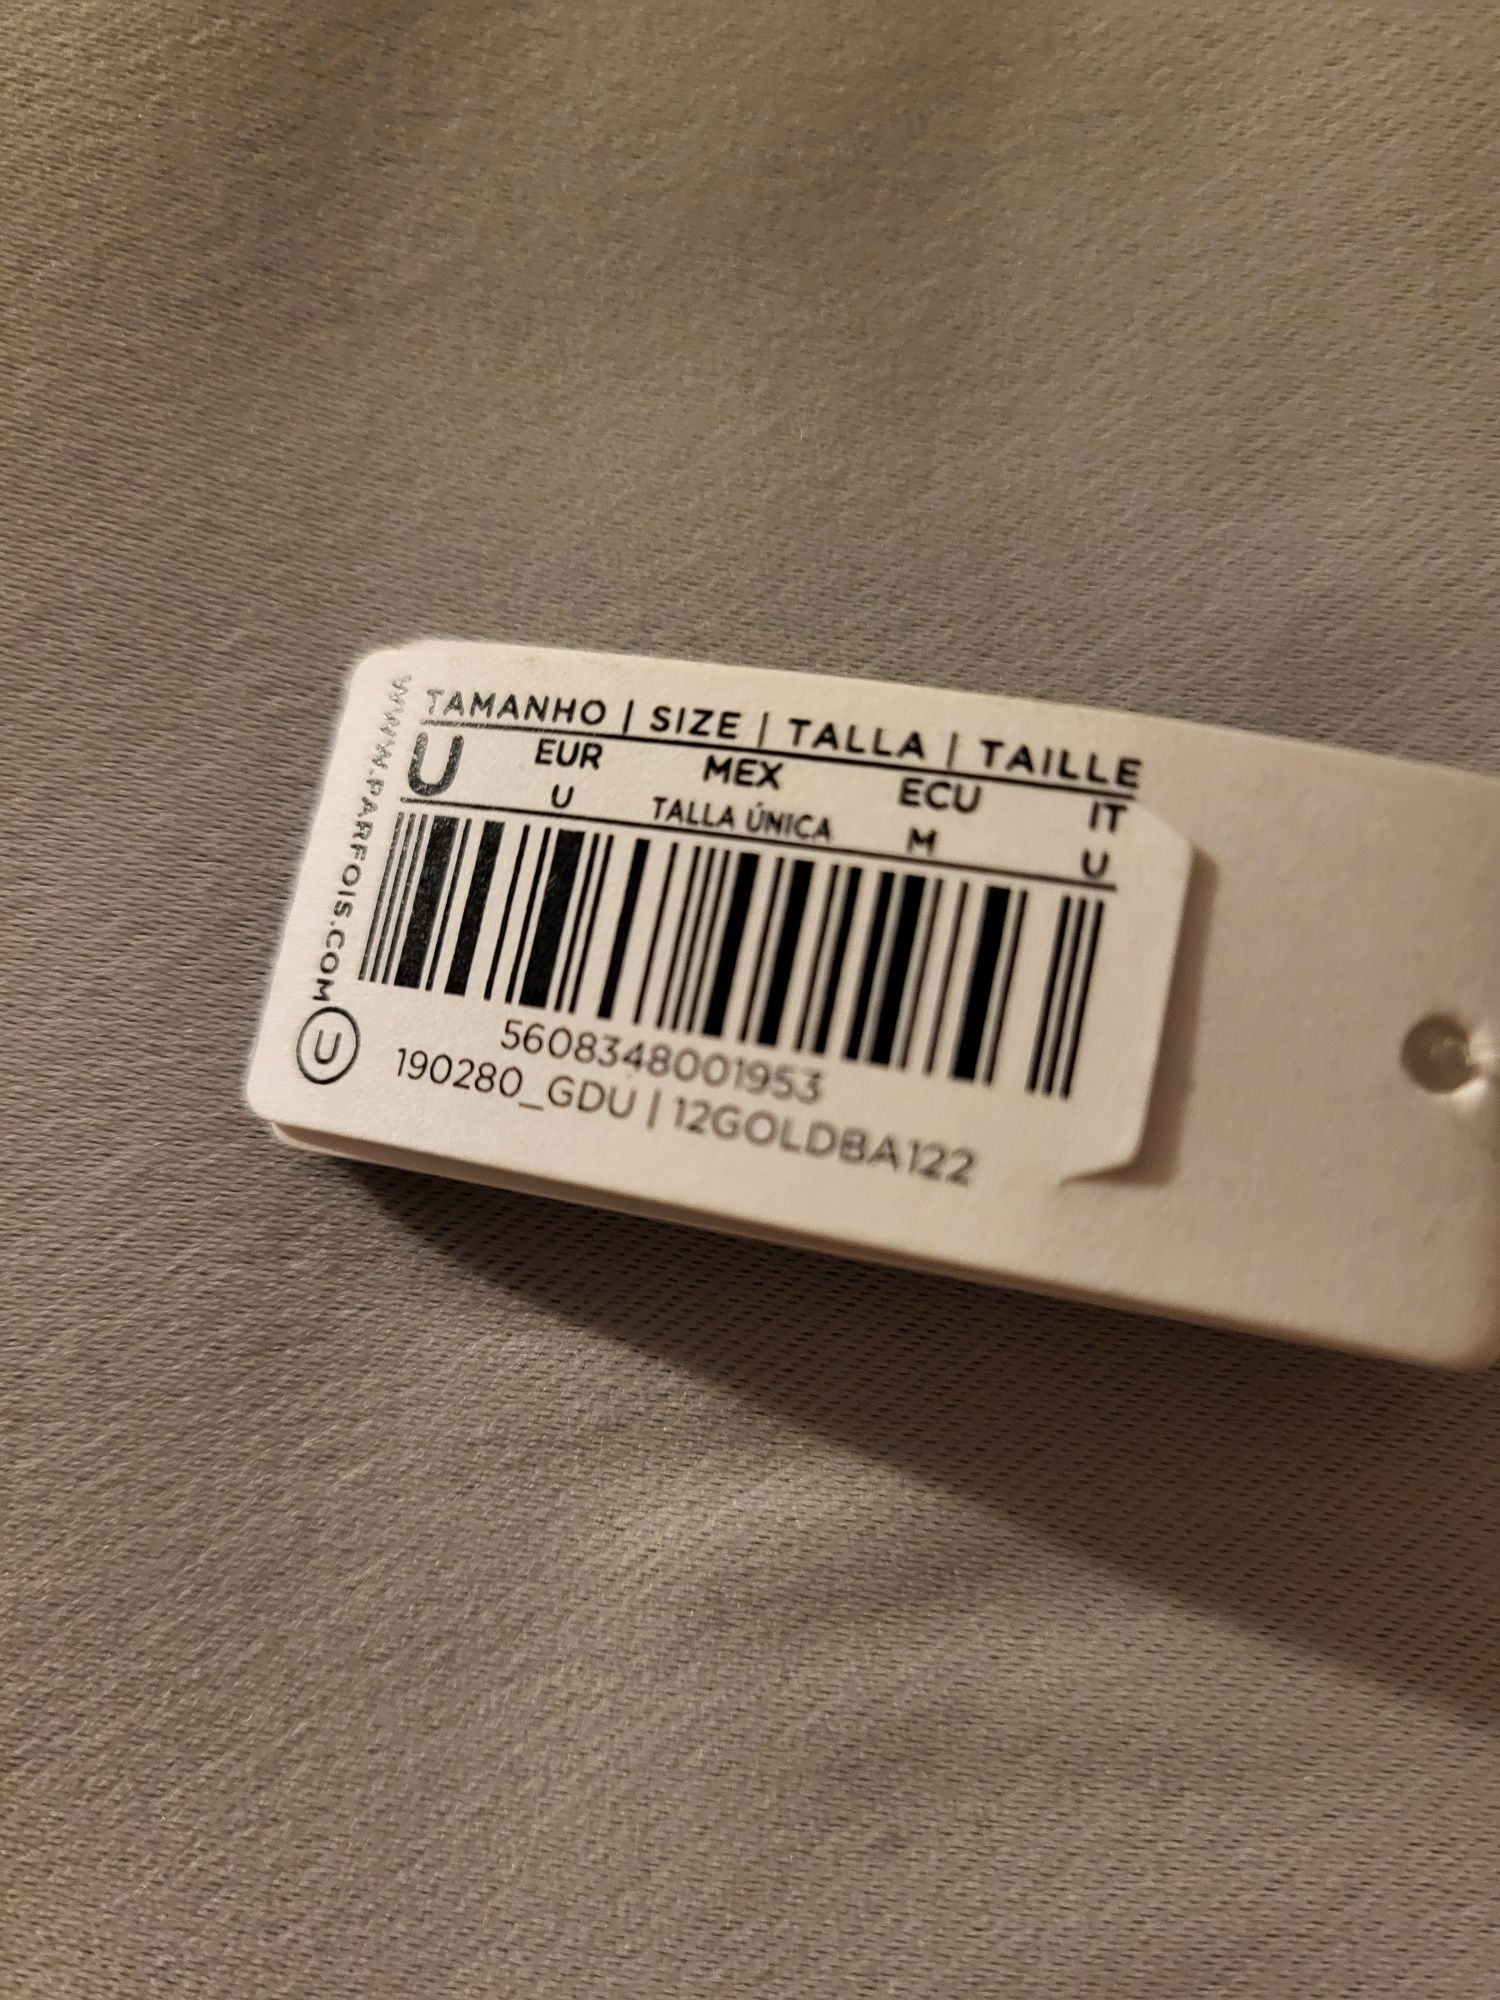 TAMANHO | SIZE | TALLA | TAILLE
U EUR MEX ECU IT
U TALLA ÚNICA M U
5608348001953
190280_GDU | 12GOLDBA122
WWW.PARFOIS.COM U